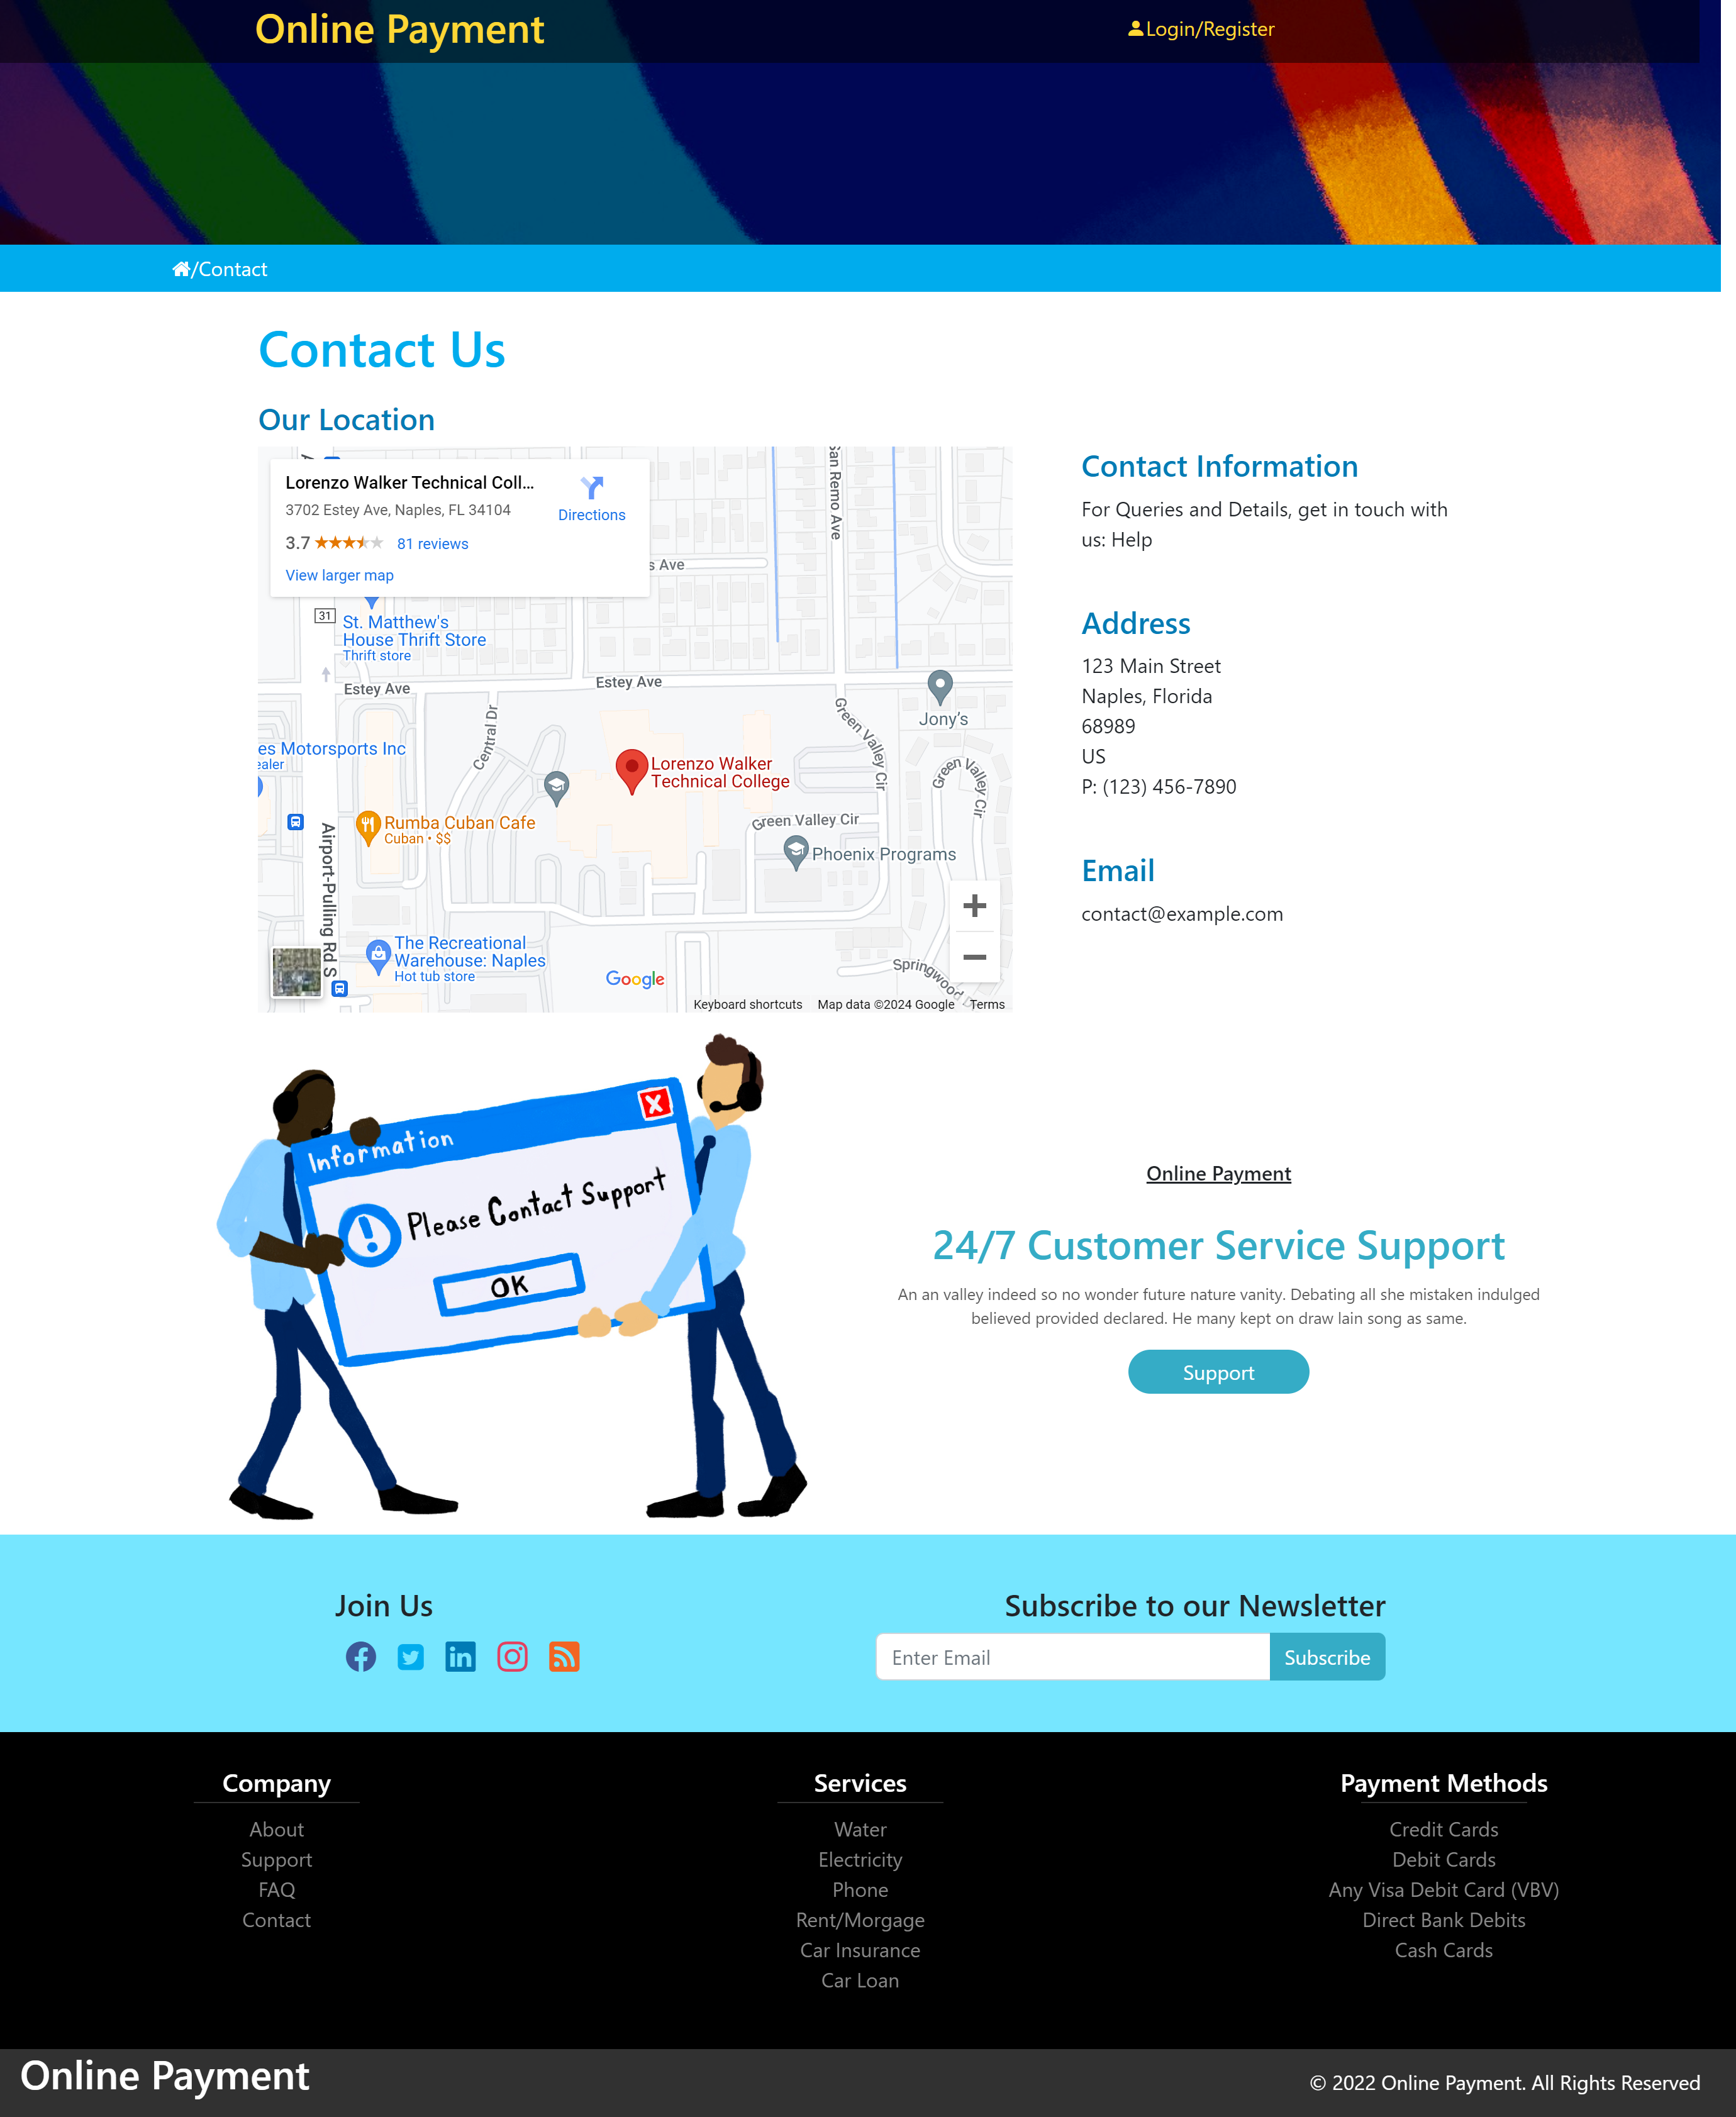 Online Payment
Login/Register
/Contact
Contact Us
Our Location
Lorenzo Walker Technical Coll...
3702 Estey Ave, Naples, FL 34104
Directions
3.7
81 reviews
View larger map
s Ave
San Remo Ave
31
St. Matthew's
House Thrift Store
Thrift store
Estey Ave
Estey Ave
Jony's
Central Dr
Green Valley Cir
Green Valley Cir
es Motorsports Inc
ealer
Lorenzo Walker
Technical College
Rumba Cuban Cafe
Cuban • $$
Green Valley Cir
Phoenix Programs
Airport-Pulling Rd S
The Recreational
Warehouse: Naples
Hot tub store
Springwood
Google
Keyboard shortcuts
Map data ©2024 Google
Terms
Contact Information
For Queries and Details, get in touch with
us: Help
Address
123 Main Street
Naples, Florida
68989
US
P: (123) 456-7890
Email
contact@example.com
X
Information
! Please Contact Support
OK
Online Payment
24/7 Customer Service Support
An an valley indeed so no wonder future nature vanity. Debating all she mistaken indulged
believed provided declared. He many kept on draw lain song as same.
Support
Join Us
Subscribe to our Newsletter
Enter Email
Subscribe
Company
About
Support
FAQ
Contact
Services
Water
Electricity
Phone
Rent/Morgage
Car Insurance
Car Loan
Payment Methods
Credit Cards
Debit Cards
Any Visa Debit Card (VBV)
Direct Bank Debits
Cash Cards
Online Payment
© 2022 Online Payment. All Rights Reserved